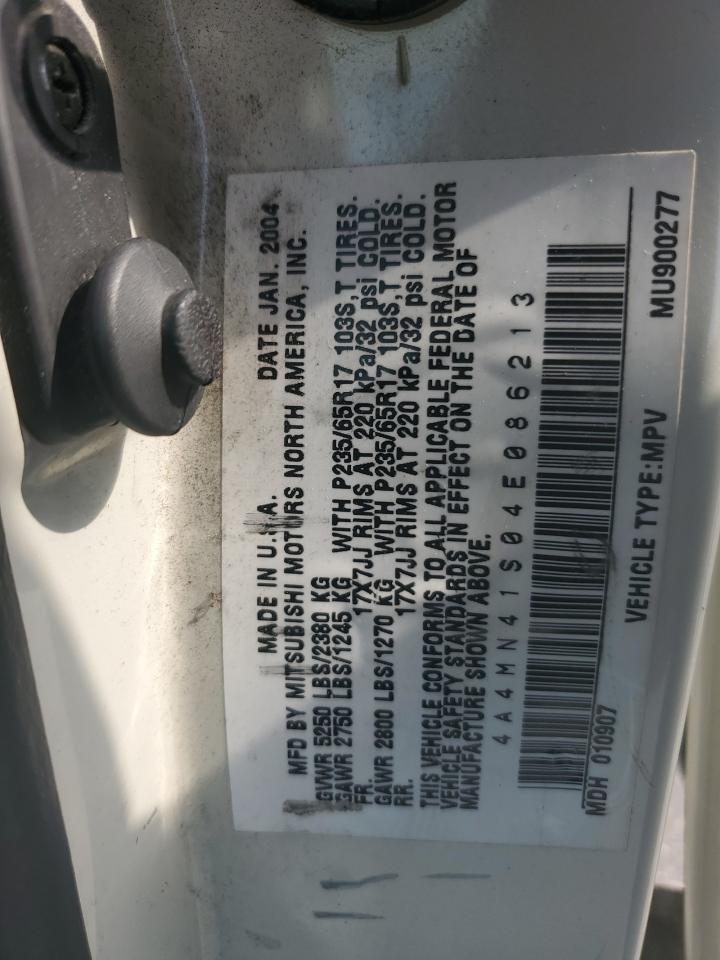 MADE IN U.S.A. DATE JAN. 2004
MFD BY MITSUBISHI MOTORS NORTH AMERICA, INC.
GVWR 5250 LBS/2380 KG
GAWR 2750 LBS/1245 KG WITH P235/65R17 103S,T TIRES.
FR. 17X7JJ RIMS AT 220 kPa/32 psi COLD.
GAWR 2800 LBS/1270 KG WITH P235/65R17 103S,T TIRES.
RR. 17X7JJ RIMS AT 220 kPa/32 psi COLD.
THIS VEHICLE CONFORMS TO ALL APPLICABLE FEDERAL MOTOR
VEHICLE SAFETY STANDARDS IN EFFECT ON THE DATE OF
MANUFACTURE SHOWN ABOVE.
4A4MN41S04E086213
MDH 010907 VEHICLE TYPE:MPV MU900277